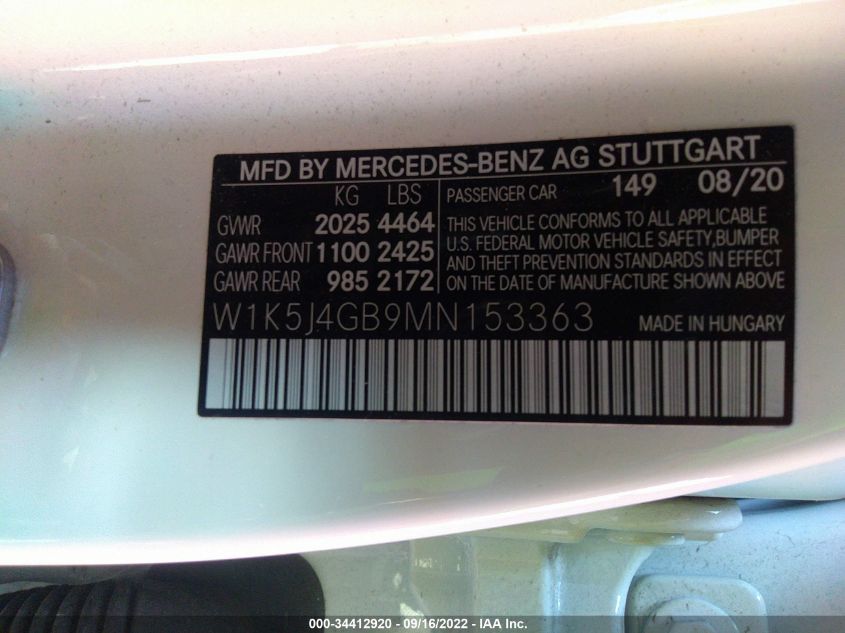 MFD BY MERCEDES-BENZ AG STUTTGART
KG LBS
GVWR 2025 4464
GAWR FRONT 1100 2425
GAWR REAR 985 2172
PASSENGER CAR 149 08/20
THIS VEHICLE CONFORMS TO ALL APPLICABLE
U.S. FEDERAL MOTOR VEHICLE SAFETY, BUMPER
AND THEFT PREVENTION STANDARDS IN EFFECT
ON THE DATE OF MANUFACTURE SHOWN ABOVE
W1K5J4GB9MN153363 MADE IN HUNGARY
000-34412920 - 09/16/2022 - IAA Inc.